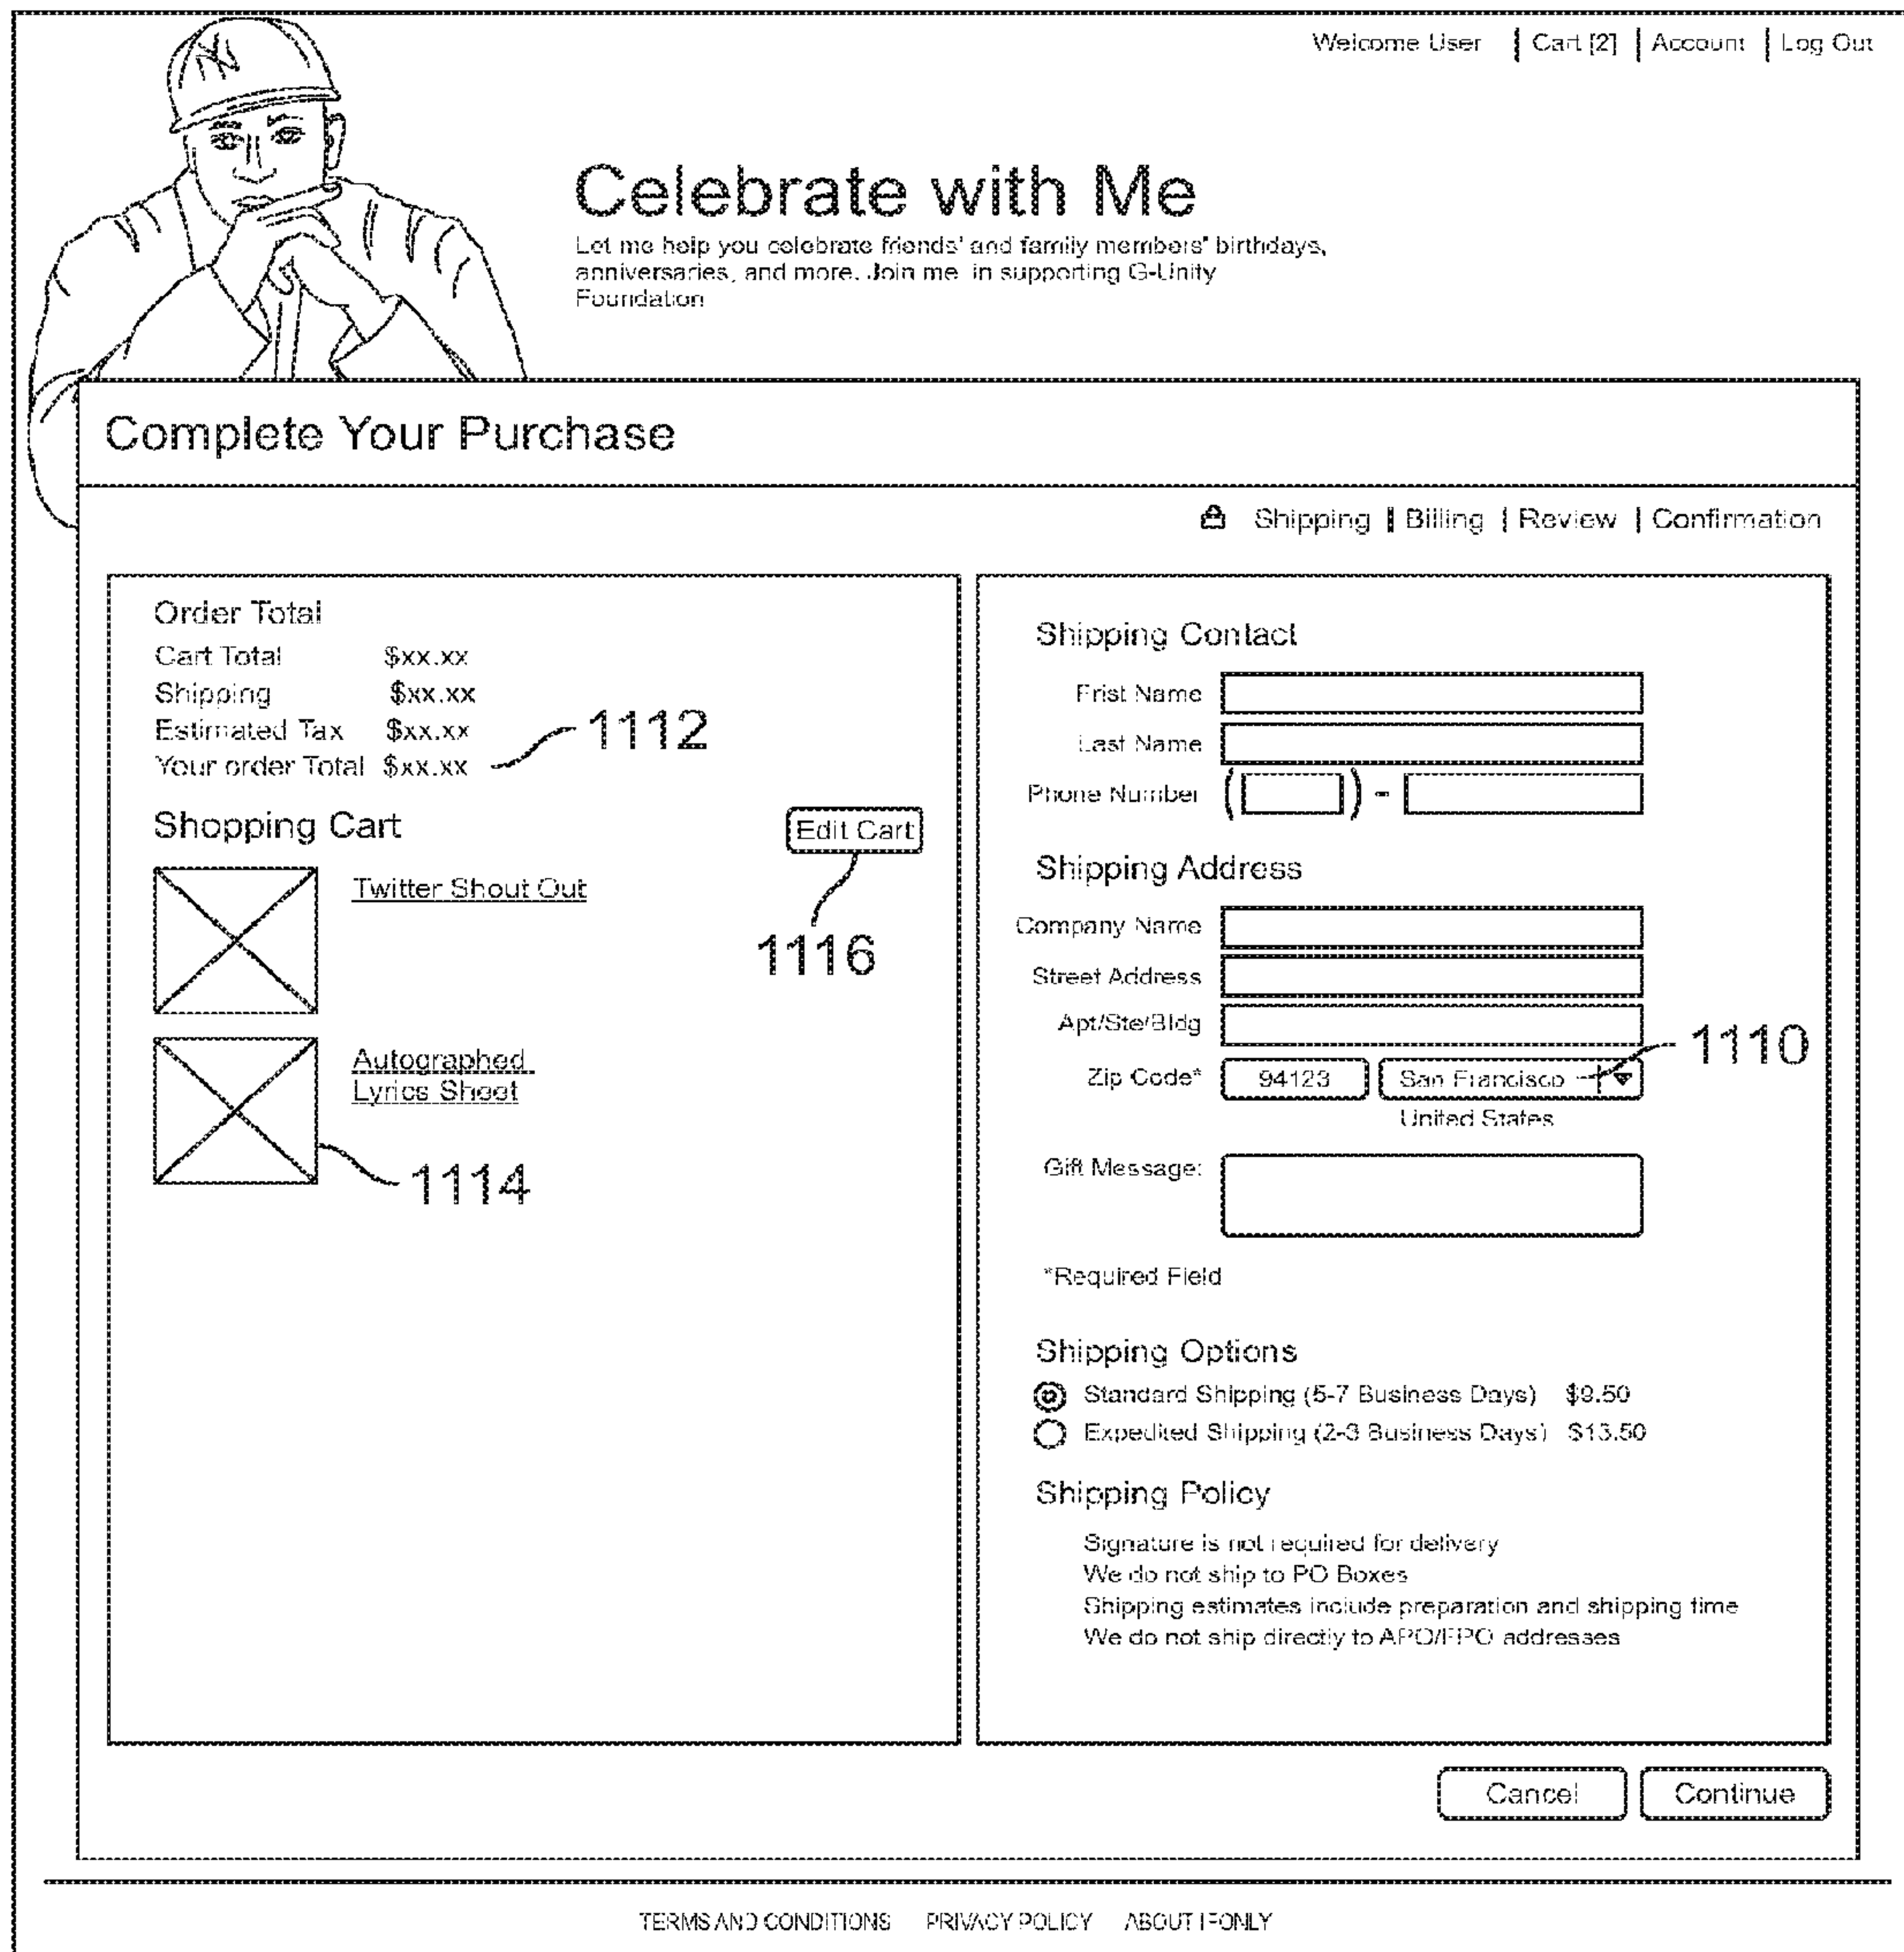 Welcome User | Cart [2] | Account | Log Out
NY
Celebrate with Me
Let me help you celebrate friends' and family members' birthdays,
anniversaries, and more. Join me in supporting G-Unity
Foundation
Complete Your Purchase
Shipping | Billing | Review | Confirmation
Order Total
Cart Total $xx.xx
Shipping $xx.xx
Estimated Tax $xx.xx
Your order Total $xx.xx
1112
Shopping Cart
Edit Cart
1116
Twitter Shout Out
Autographed
Lyrics Sheet
1114
Shipping Contact
Frist Name
Last Name
Phone Number ( ) -
Shipping Address
Company Name
Street Address
Apt/Ste/Bldg
Zip Code* 94123 San Francisco
1110
United States
Gift Message:
*Required Field
Shipping Options
Standard Shipping (5-7 Business Days) $9.50
Expedited Shipping (2-3 Business Days) $13.50
Shipping Policy
Signature is not required for delivery
We do not ship to PO Boxes
Shipping estimates include preparation and shipping time
We do not ship directly to APO/FPO addresses
Cancel Continue
TERMS AND CONDITIONS PRIVACY POLICY ABOUT IFONLY